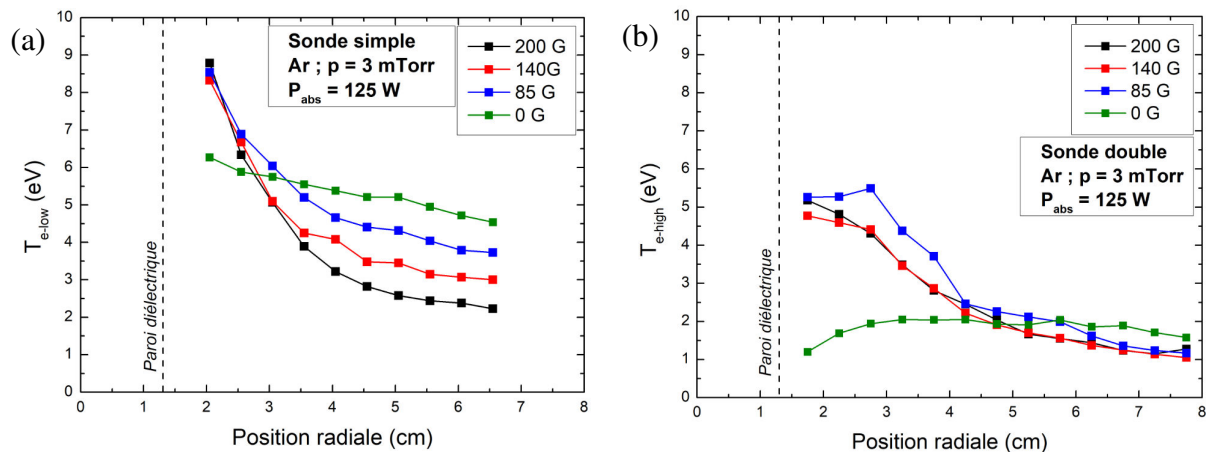 (a)
10
9
8
7
6
5
4
3
2
1
0
T_e-low (eV)
Sonde simple
Ar ; p = 3 mTorr
P_abs = 125 W
200 G
140G
85 G
0 G
Paroi diélectrique
0 1 2 3 4 5 6 7 8
Position radiale (cm)
(b)
10
9
8
7
6
5
4
3
2
1
0
T_e-high (eV)
200 G
140 G
85 G
0 G
Sonde double
Ar ; p = 3 mTorr
P_abs = 125 W
Paroi diélectrique
0 1 2 3 4 5 6 7 8
Position radiale (cm)